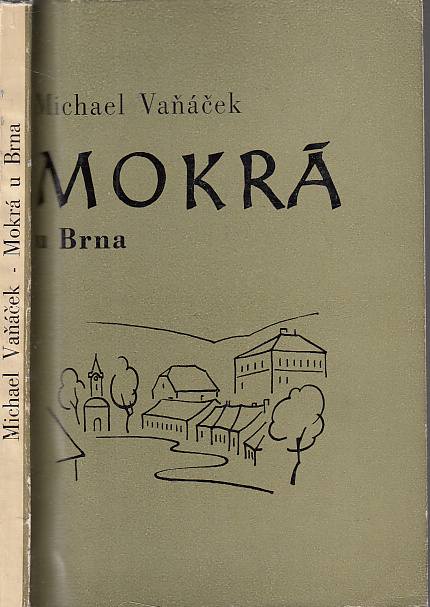 Michael Vaňáček - Mokrá u Brna
Michael Vaňáček
MOKRÁ
u Brna